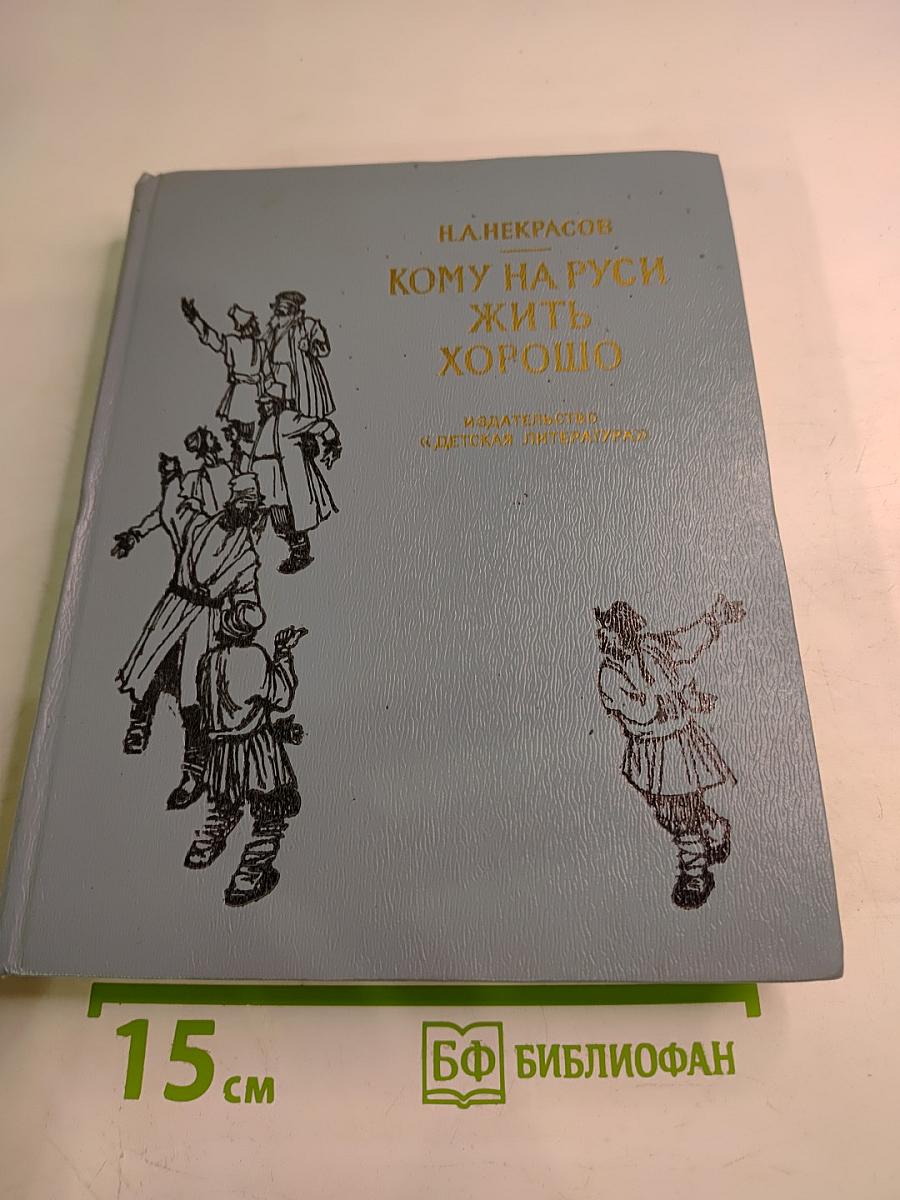 Н.А.НЕКРАСОВ
КОМУ НА РУСИ
ЖИТЬ
ХОРОШО
ИЗДАТЕЛЬСТВО
«ДЕТСКАЯ ЛИТЕРАТУРА»
15 см
БФ БИБЛИОФАН